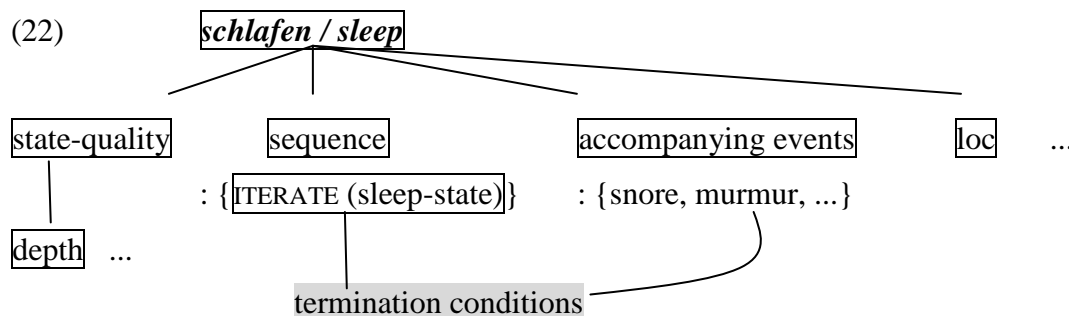 (22) schlafen / sleep
state-quality sequence accompanying events loc ...
: {ITERATE (sleep-state)} : {snore, murmur, ...}
depth ...
termination conditions